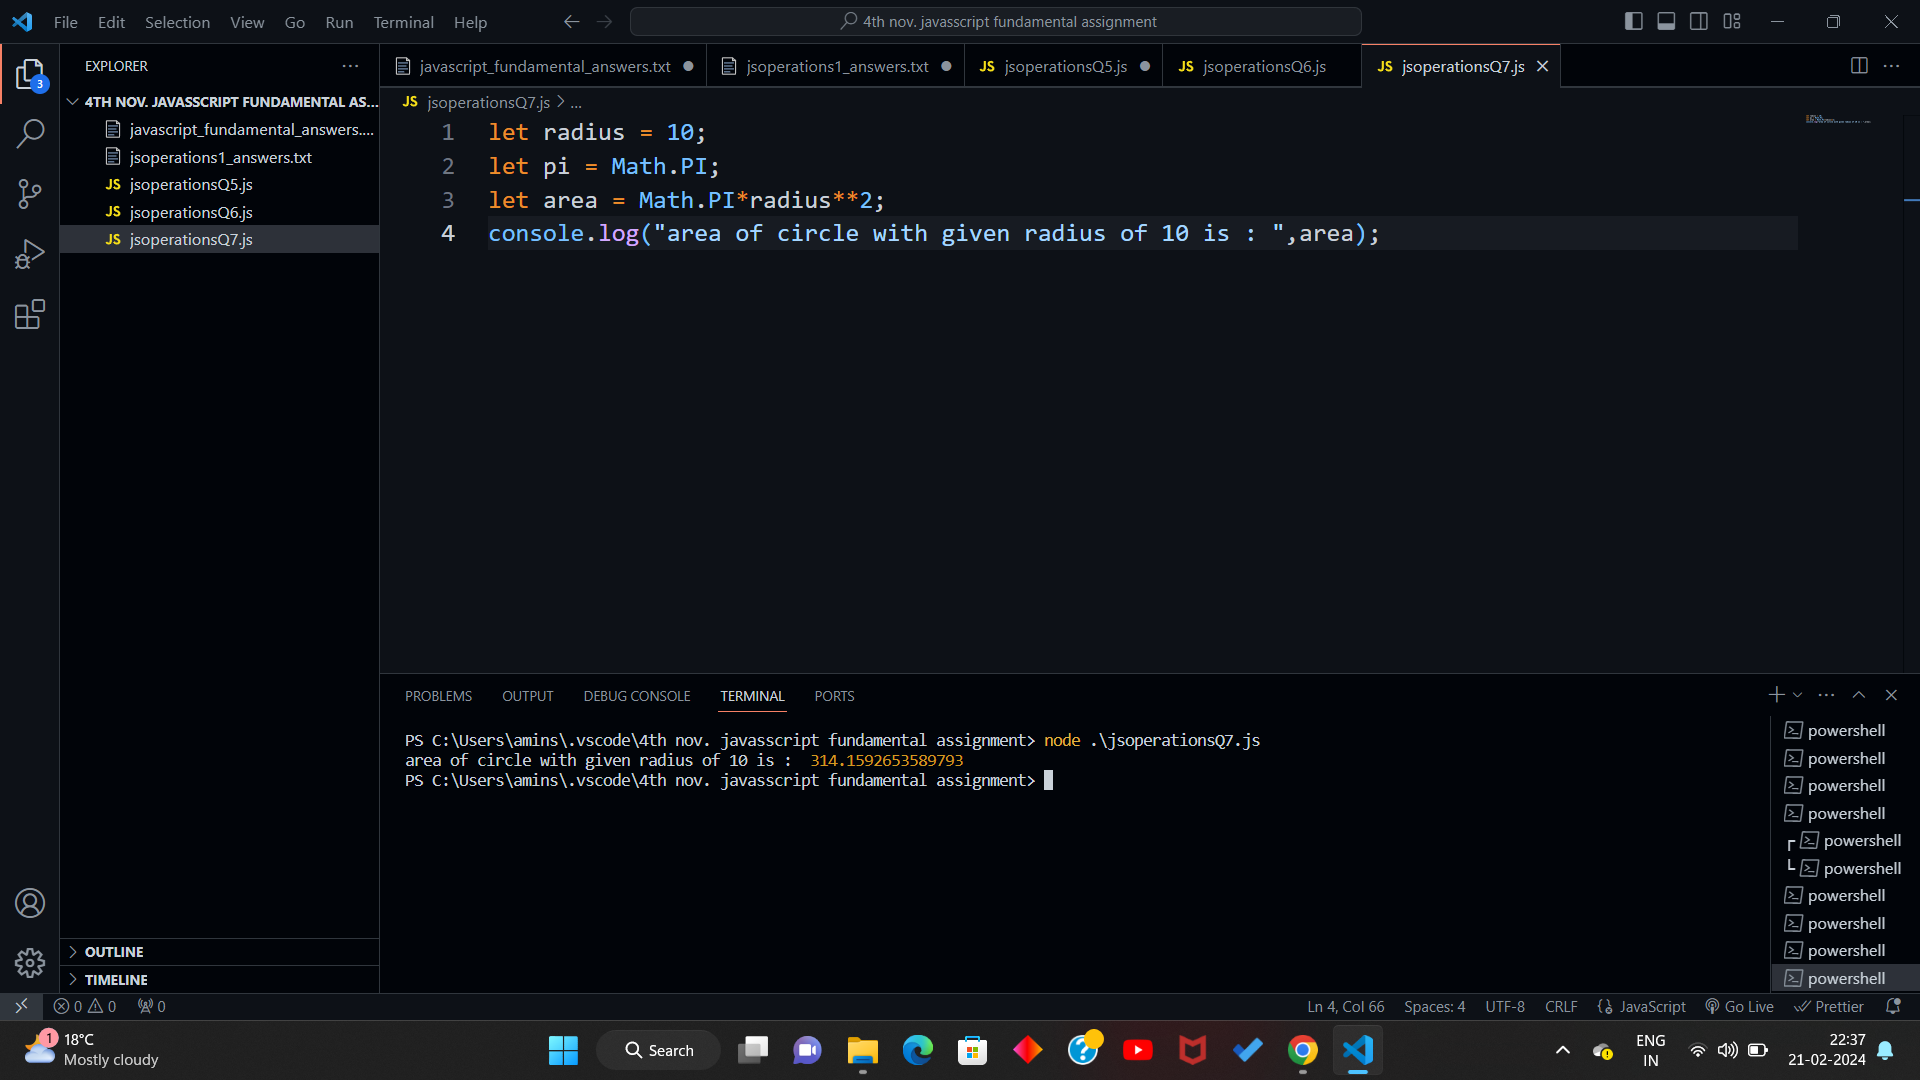 File Edit Selection View Go Run Terminal Help
4th nov. javasscript fundamental assignment
EXPLORER
3
4TH NOV. JAVASSCRIPT FUNDAMENTAL AS...
javascript_fundamental_answers....
jsoperations1_answers.txt
JS jsoperationsQ5.js
JS jsoperationsQ6.js
JS jsoperationsQ7.js
OUTLINE
TIMELINE
javascript_fundamental_answers.txt jsoperations1_answers.txt JS jsoperationsQ5.js JS jsoperationsQ6.js JS jsoperationsQ7.js
JS jsoperationsQ7.js > ...
1 let radius = 10;
2 let pi = Math.PI;
3 let area = Math.PI*radius**2;
4 console.log("area of circle with given radius of 10 is : ",area);
PROBLEMS OUTPUT DEBUG CONSOLE TERMINAL PORTS
PS C:\Users\amins\.vscode\4th nov. javasscript fundamental assignment> node .\jsoperationsQ7.js
area of circle with given radius of 10 is :  314.1592653589793
PS C:\Users\amins\.vscode\4th nov. javasscript fundamental assignment>
powershell
powershell
powershell
powershell
powershell
powershell
powershell
powershell
powershell
powershell
0 0 0 Ln 4, Col 66 Spaces: 4 UTF-8 CRLF {} JavaScript Go Live Prettier
1
18°C
Mostly cloudy
Search
ENG
IN
22:37
21-02-2024